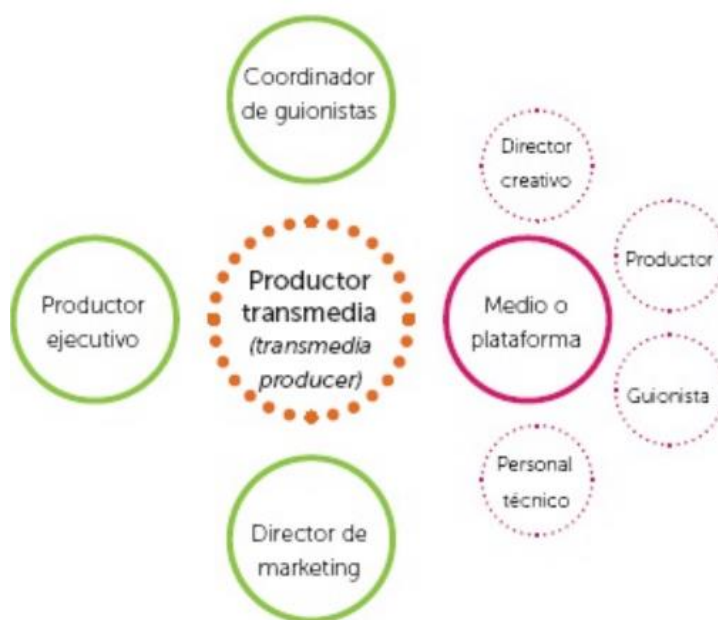 Coordinador
de guionistas
Director
creativo
Productor
Productor
ejecutivo
Productor
transmedia
(transmedia
producer)
Medio o
plataforma
Guionista
Personal
técnico
Director de
marketing